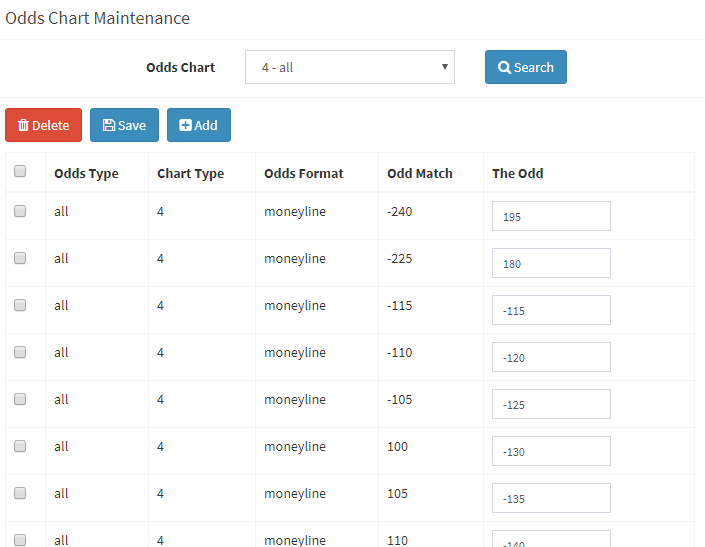 Odds Chart Maintenance
Odds Chart 4 - all Search
Delete Save Add
Odds Type Chart Type Odds Format Odd Match The Odd
all 4 moneyline -240 195
all 4 moneyline -225 180
all 4 moneyline -115 -115
all 4 moneyline -110 -120
all 4 moneyline -105 -125
all 4 moneyline 100 -130
all 4 moneyline 105 -135
all 4 moneyline 110 -140